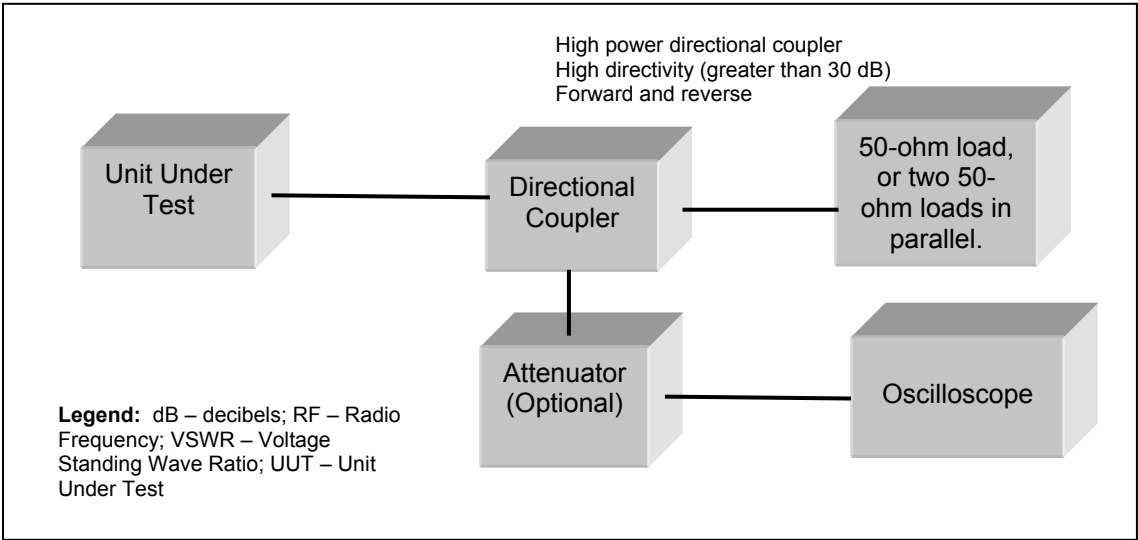 High power directional coupler
High directivity (greater than 30 dB)
Forward and reverse
Unit Under
Test
Directional
Coupler
50-ohm load,
or two 50-
ohm loads in
parallel.
Attenuator
(Optional)
Oscilloscope
Legend: dB – decibels; RF – Radio
Frequency; VSWR – Voltage
Standing Wave Ratio; UUT – Unit
Under Test